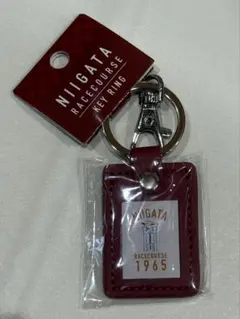 NIIGATA
RACECOURSE
KEY RING
NIIGATA
RACECOURSE
1965